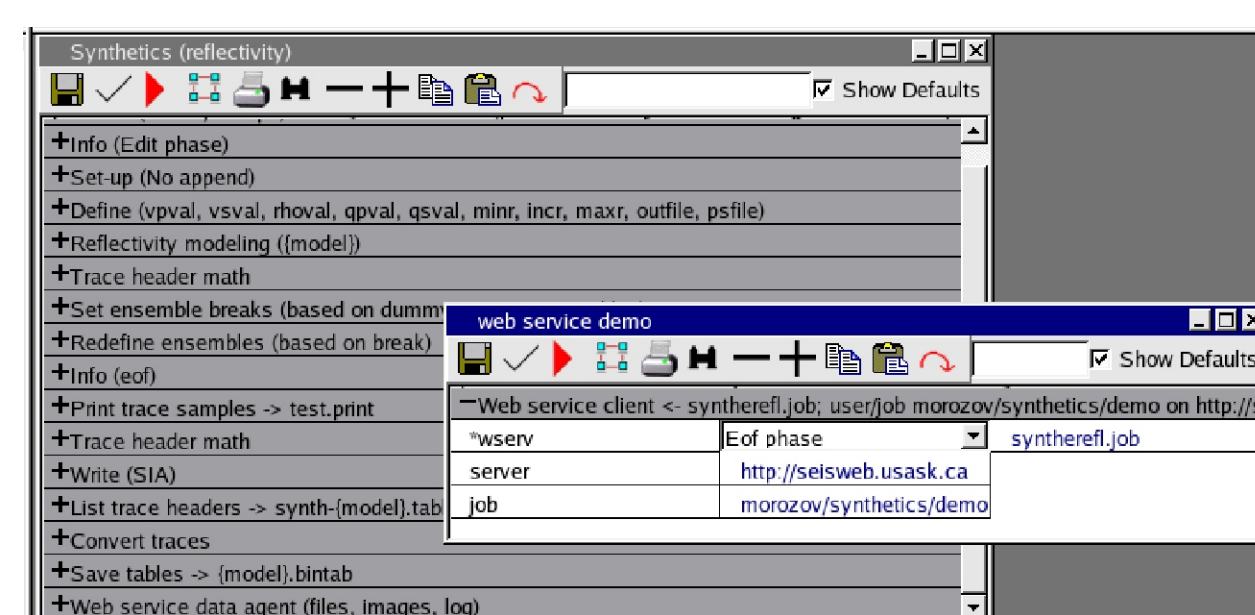 Synthetics (reflectivity)
Show Defaults
+Info (Edit phase)
+Set-up (No append)
+Define (vpval, vsval, rhoval, qpval, qsval, minr, incr, maxr, outfile, psfile)
+Reflectivity modeling ({model})
+Trace header math
+Set ensemble breaks (based on dummy
+Redefine ensembles (based on break)
+Info (eof)
+Print trace samples -> test.print
+Trace header math
+Write (SIA)
+List trace headers -> synth-{model}.tab
+Convert traces
+Save tables -> {model}.bintab
+Web service data agent (files, images, log)
web service demo
Show Defaults
−Web service client <- syntherefl.job; user/job morozov/synthetics/demo on http://s
*wserv Eof phase syntherefl.job
server http://seisweb.usask.ca
job morozov/synthetics/demo